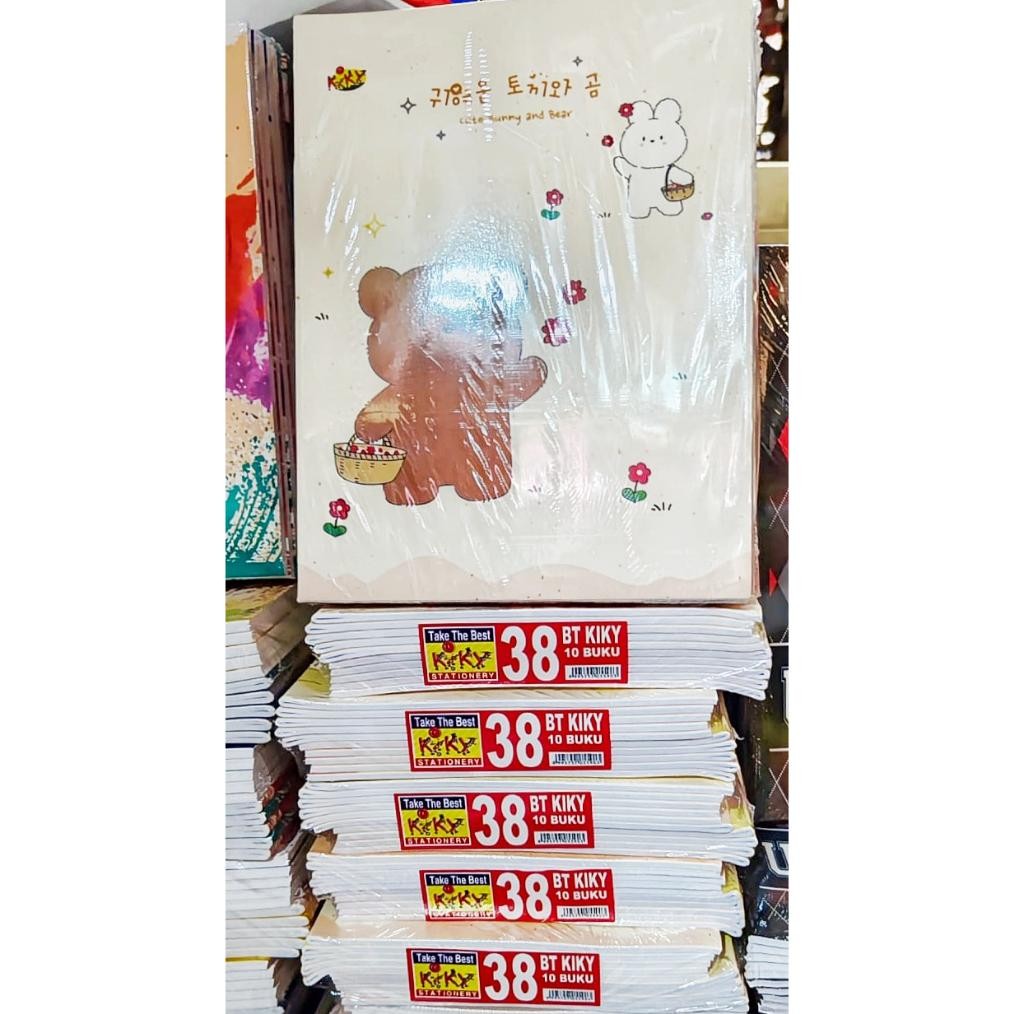 KiKY
귀여운 토끼와 곰
Cute Bunny and Bear
Take The Best
KiKY
STATIONERY
38
BT KIKY
10 BUKU
Take The Best
KiKY
STATIONERY
38
BT KIKY
10 BUKU
Take The Best
KiKY
STATIONERY
38
BT KIKY
10 BUKU
Take The Best
KiKY
STATIONERY
38
BT KIKY
10 BUKU
Take The Best
KiKY
STATIONERY
38
BT KIKY
10 BUKU